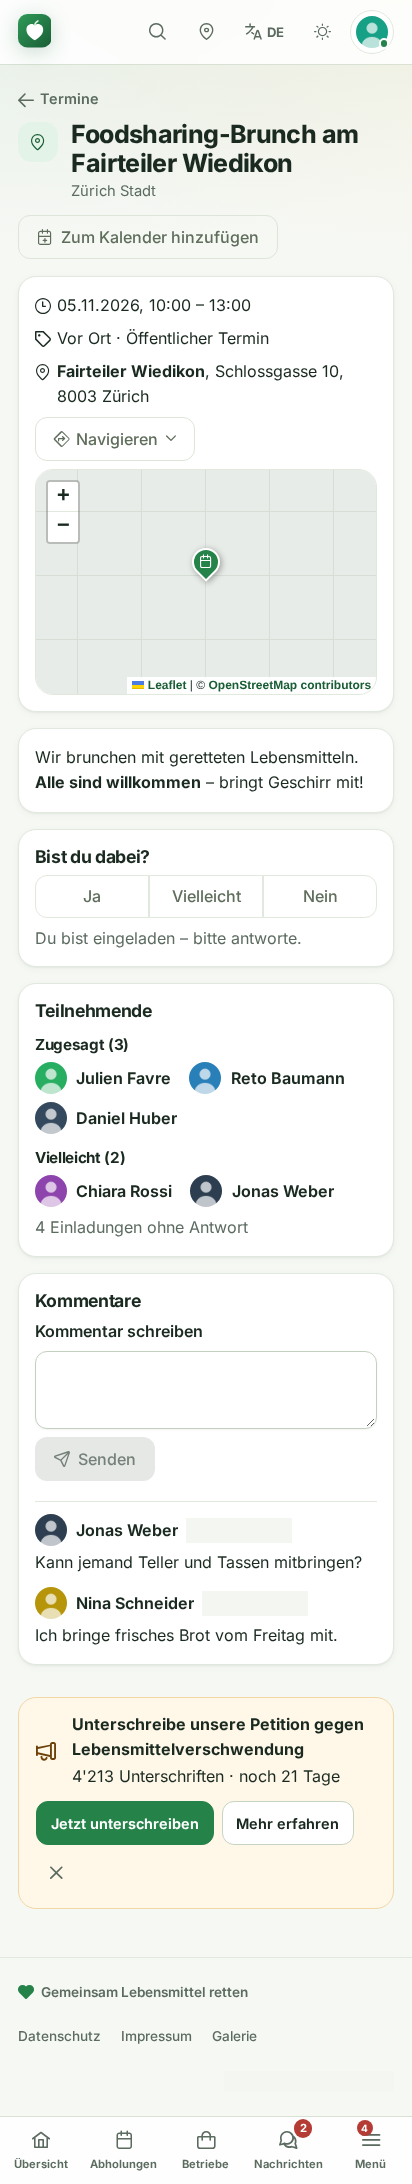 DE
Termine
Foodsharing-Brunch am
Fairteiler Wiedikon
Zürich Stadt
Zum Kalender hinzufügen
05.11.2026, 10:00 – 13:00
Vor Ort · Öffentlicher Termin
Fairteiler Wiedikon, Schlossgasse 10,
8003 Zürich
Navigieren
+
−
Leaflet | © OpenStreetMap contributors
Wir brunchen mit geretteten Lebensmitteln.
Alle sind willkommen – bringt Geschirr mit!
Bist du dabei?
Ja Vielleicht Nein
Du bist eingeladen – bitte antworte.
Teilnehmende
Zugesagt (3)
Julien Favre Reto Baumann
Daniel Huber
Vielleicht (2)
Chiara Rossi Jonas Weber
4 Einladungen ohne Antwort
Kommentare
Kommentar schreiben
Senden
Jonas Weber
Kann jemand Teller und Tassen mitbringen?
Nina Schneider
Ich bringe frisches Brot vom Freitag mit.
Unterschreibe unsere Petition gegen
Lebensmittelverschwendung
4'213 Unterschriften · noch 21 Tage
Jetzt unterschreiben Mehr erfahren
Gemeinsam Lebensmittel retten
Datenschutz Impressum Galerie
2 4
Übersicht Abholungen Betriebe Nachrichten Menü